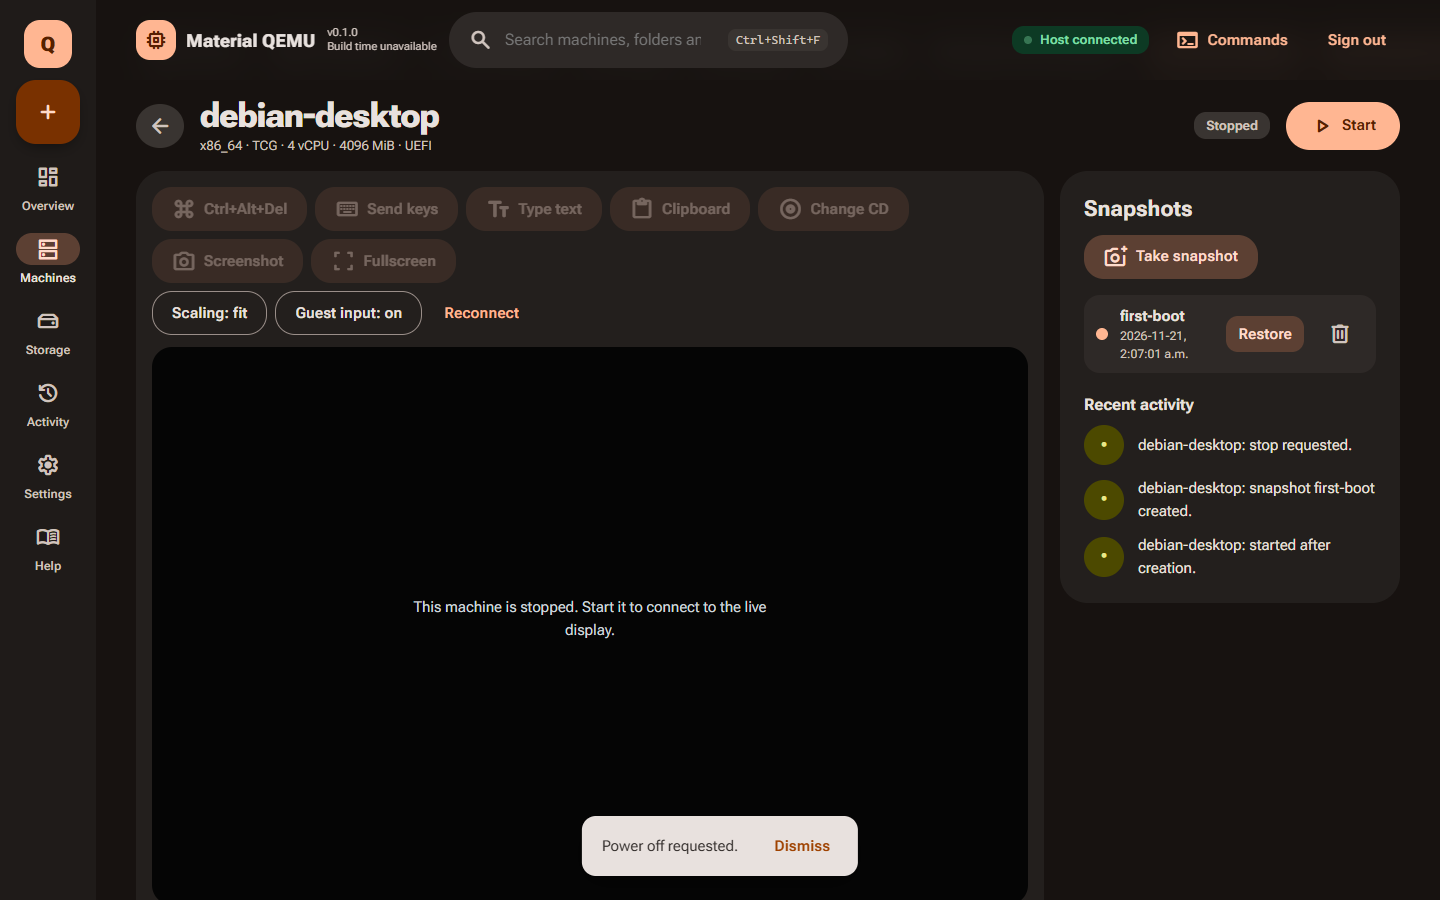 Q
Material QEMU
v0.1.0
Build time unavailable
Search machines, folders an
Ctrl+Shift+F
Host connected
Commands
Sign out
Overview
Machines
Storage
Activity
Settings
Help
debian-desktop
x86_64 · TCG · 4 vCPU · 4096 MiB · UEFI
Stopped
Start
Ctrl+Alt+Del
Send keys
Type text
Clipboard
Change CD
Screenshot
Fullscreen
Scaling: fit
Guest input: on
Reconnect
This machine is stopped. Start it to connect to the live
display.
Power off requested.
Dismiss
Snapshots
Take snapshot
first-boot
2026-11-21,
2:07:01 a.m.
Restore
Recent activity
debian-desktop: stop requested.
debian-desktop: snapshot first-boot
created.
debian-desktop: started after
creation.